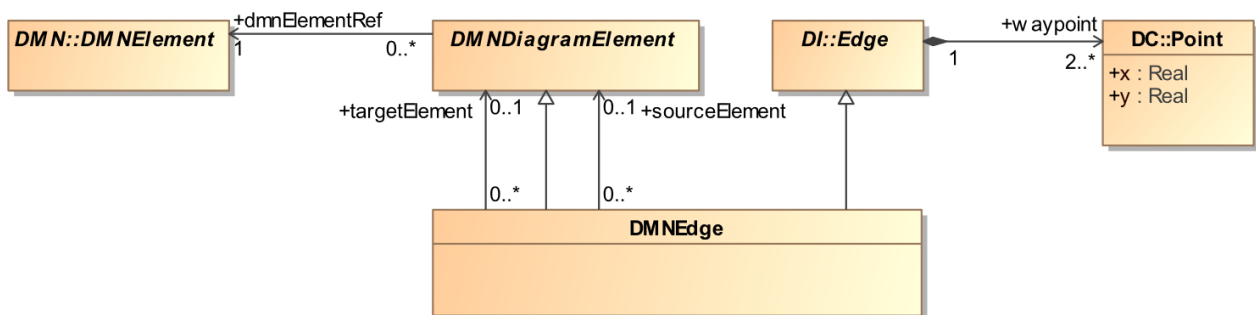 +dmnElementRef
DMN::DMNElement
1
0..*
DMNDiagramElement
DI::Edge
1
+waypoint
2..*
DC::Point
+x : Real
+y : Real
+targetElement
0..1
0..1
+sourceElement
0..*
0..*
DMNEdge